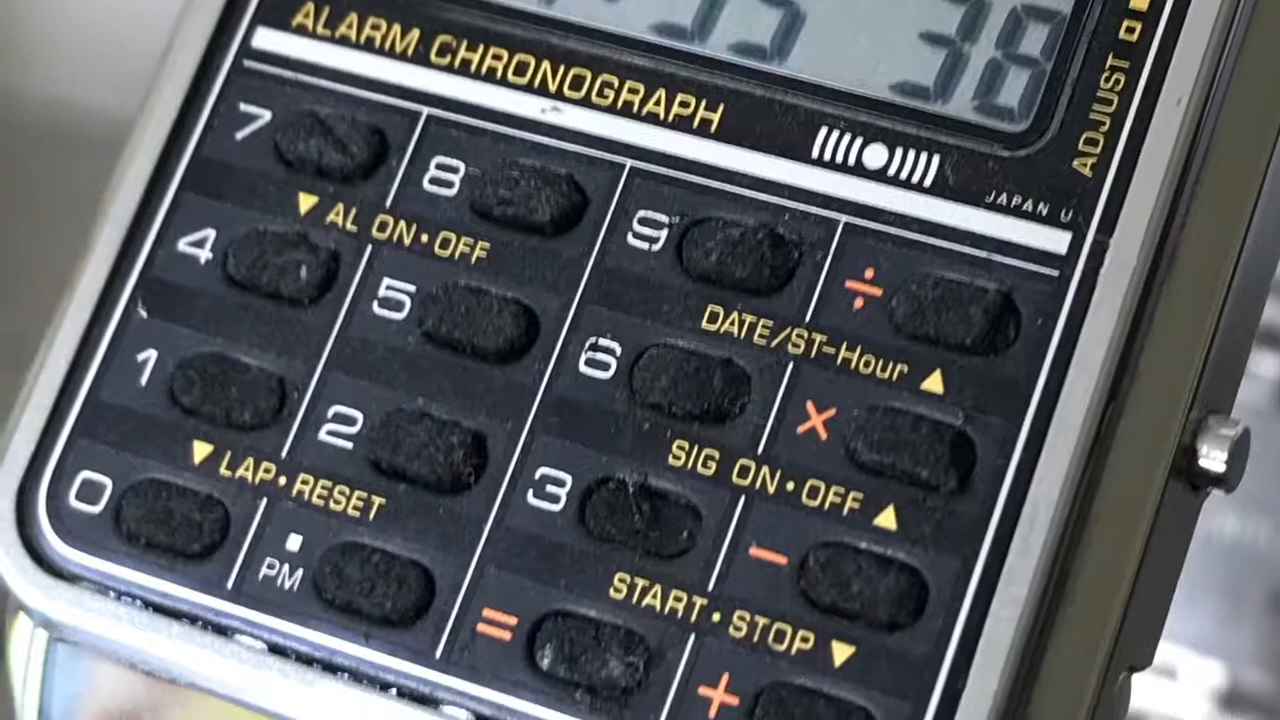 38
ALARM CHRONOGRAPH
ADJUST
JAPAN U
7 8 9 ÷
▼ AL ON•OFF
DATE/ST-Hour ▲
4 5 6 ×
SIG ON•OFF ▲
1 2 3 −
▼ LAP•RESET
START•STOP ▼
0 . = +
PM